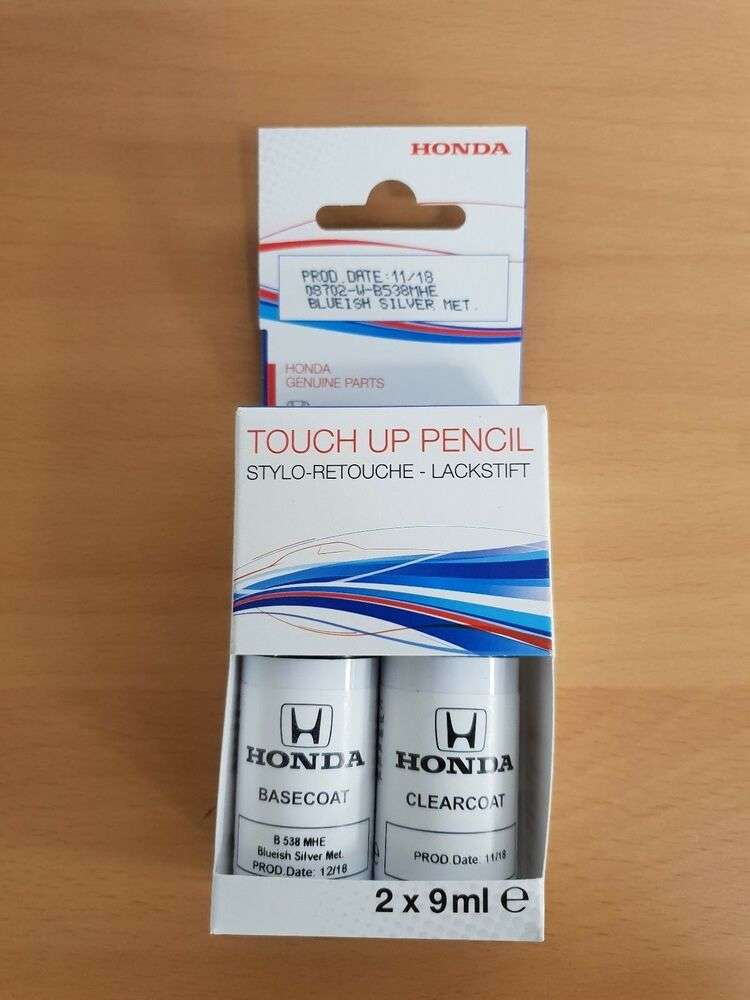 HONDA
PROD.DATE:11/18
08702-W-B538MHE
BLUEISH SILVER MET.
HONDA
GENUINE PARTS
TOUCH UP PENCIL
STYLO-RETOUCHE - LACKSTIFT
HONDA
BASECOAT
B 538 MHE
Blueish Silver Met.
PROD.Date: 12/18
HONDA
CLEARCOAT
PROD.Date: 11/18
2 x 9ml e